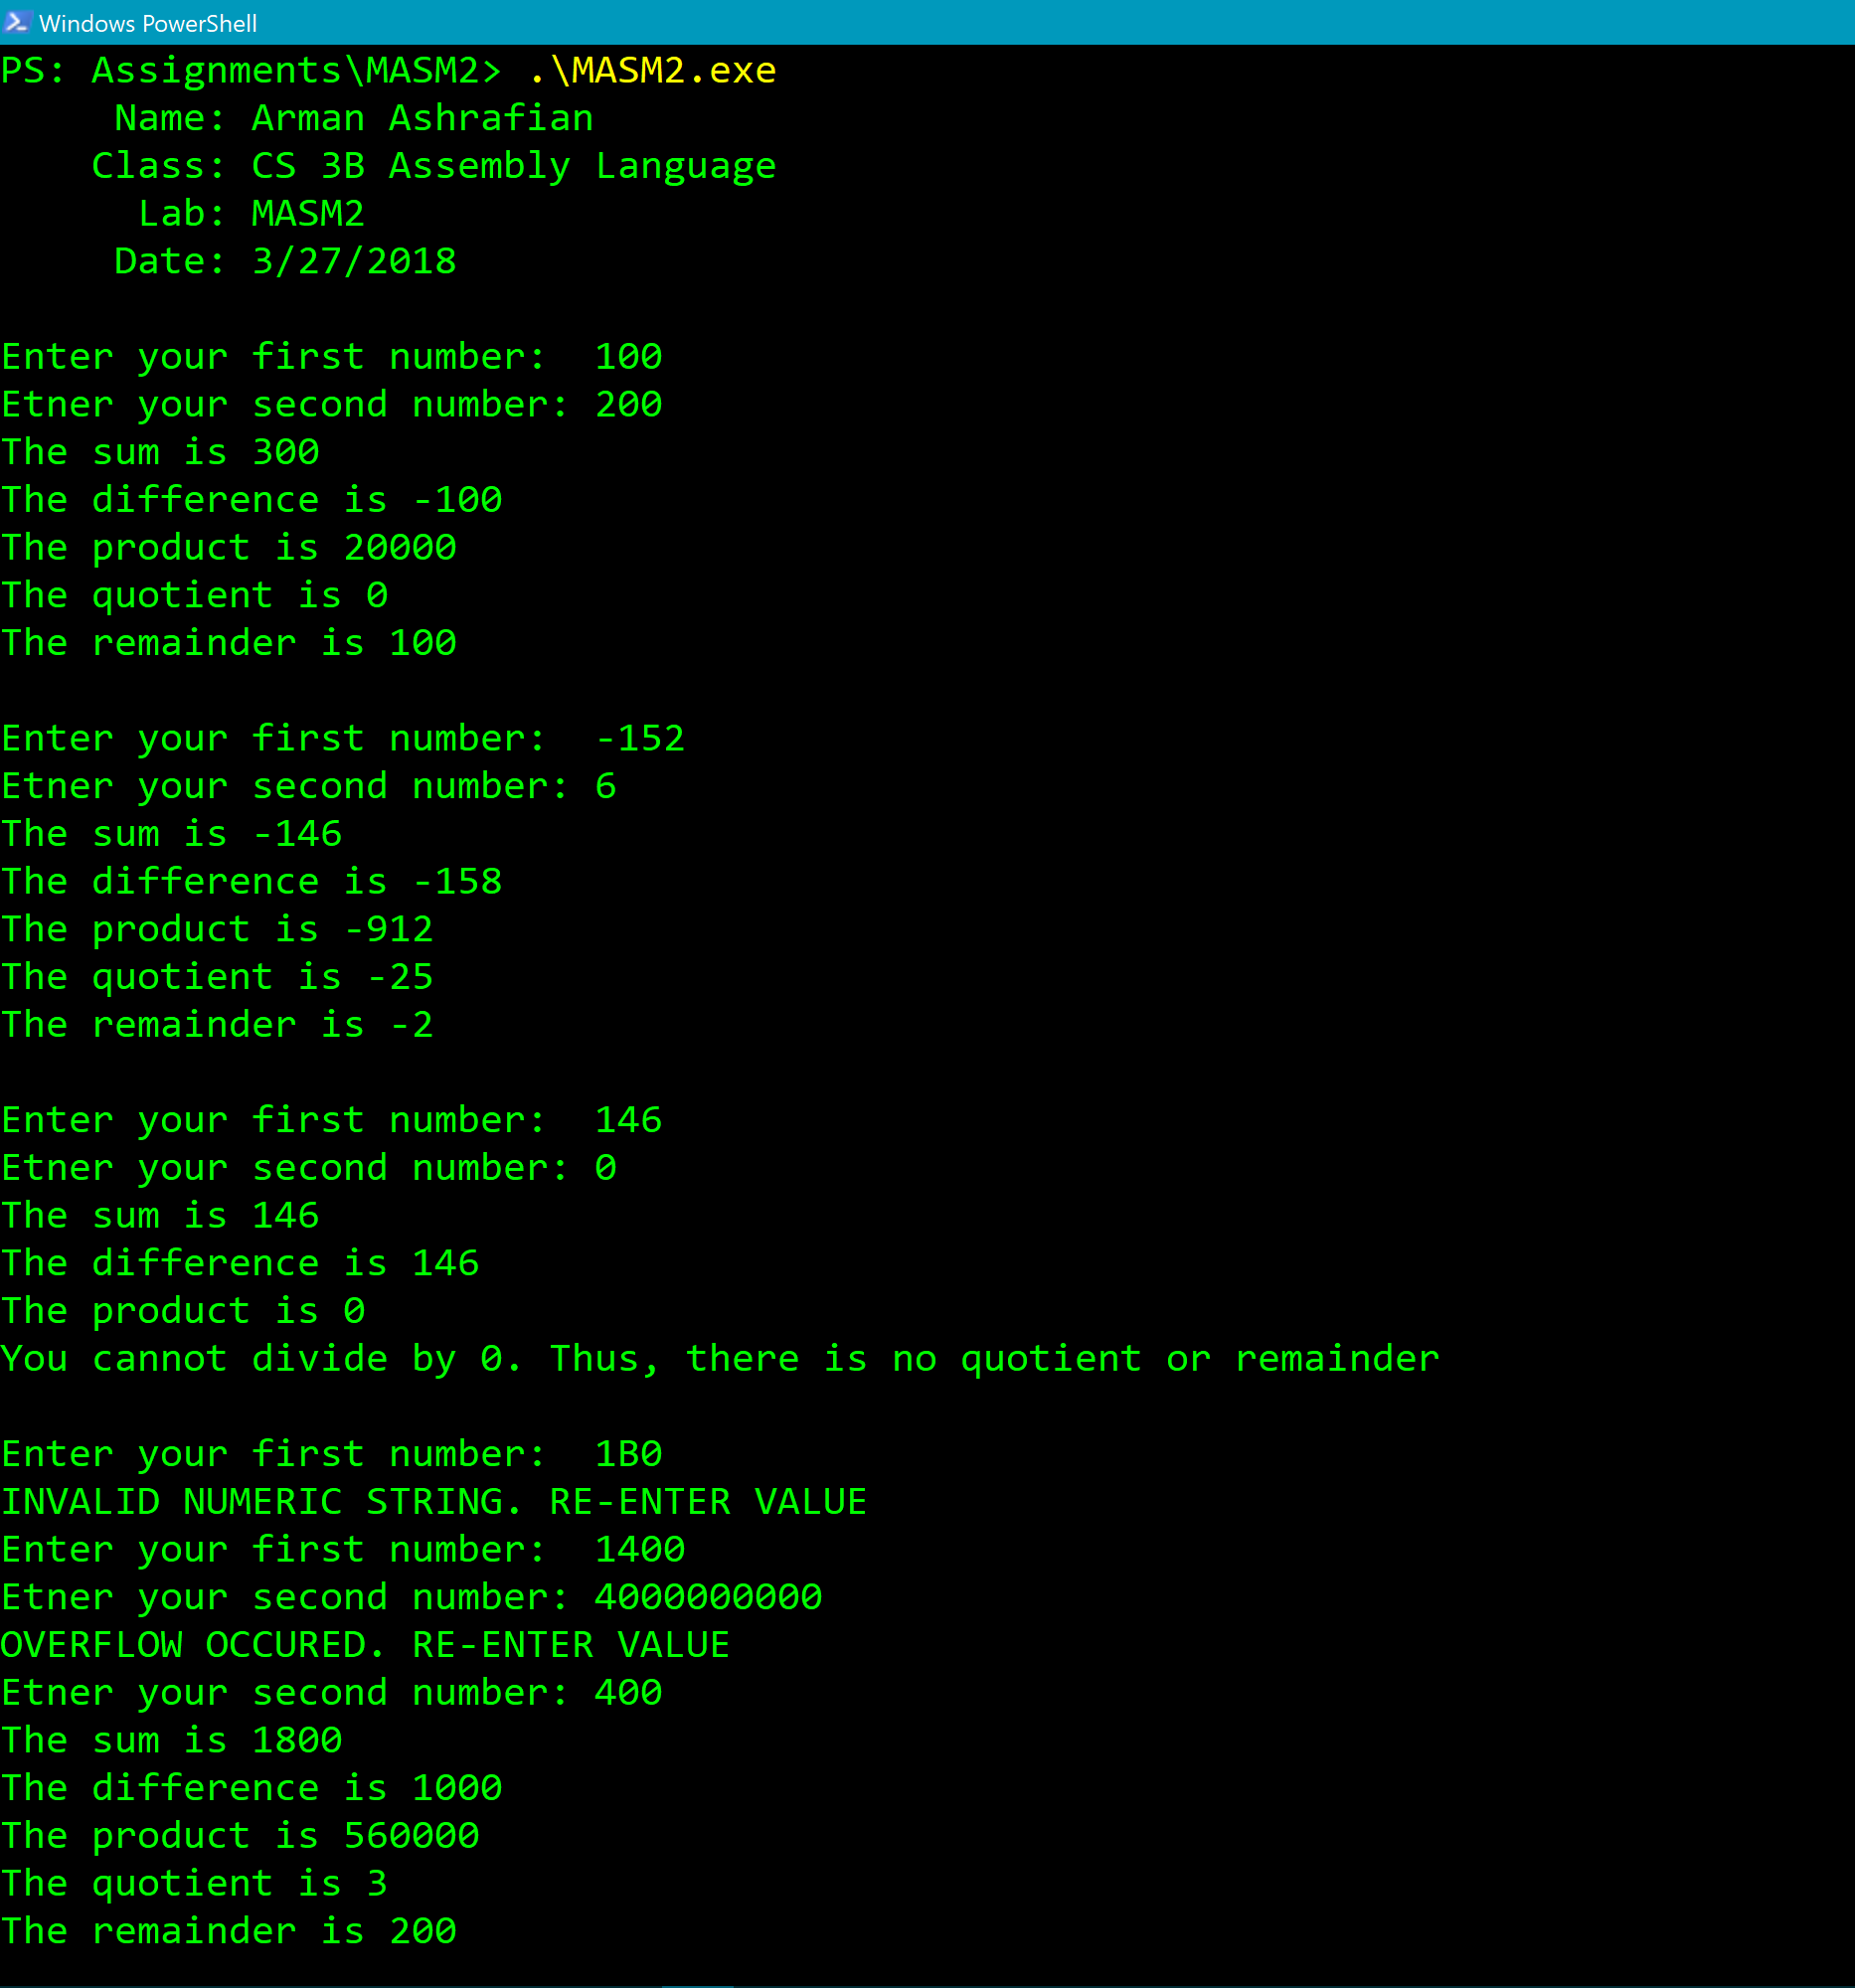 Windows PowerShell
PS: Assignments\MASM2> .\MASM2.exe
     Name: Arman Ashrafian
    Class: CS 3B Assembly Language
      Lab: MASM2
     Date: 3/27/2018

Enter your first number:  100
Etner your second number: 200
The sum is 300
The difference is -100
The product is 20000
The quotient is 0
The remainder is 100

Enter your first number:  -152
Etner your second number: 6
The sum is -146
The difference is -158
The product is -912
The quotient is -25
The remainder is -2

Enter your first number:  146
Etner your second number: 0
The sum is 146
The difference is 146
The product is 0
You cannot divide by 0. Thus, there is no quotient or remainder

Enter your first number:  1B0
INVALID NUMERIC STRING. RE-ENTER VALUE
Enter your first number:  1400
Etner your second number: 4000000000
OVERFLOW OCCURED. RE-ENTER VALUE
Etner your second number: 400
The sum is 1800
The difference is 1000
The product is 560000
The quotient is 3
The remainder is 200